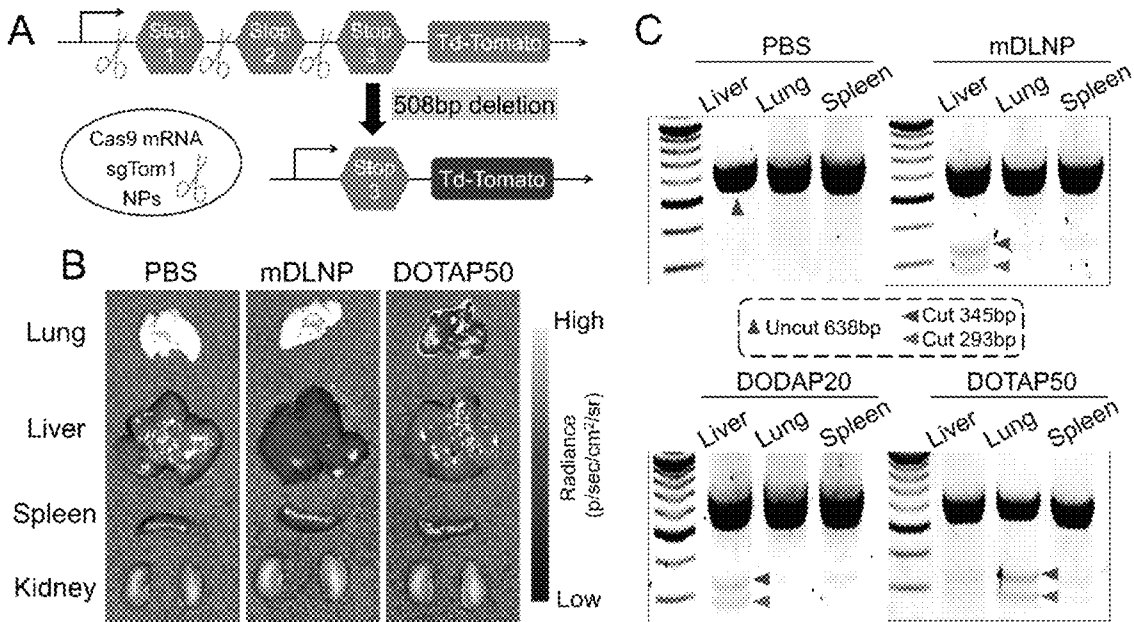 A
Stop
1
Stop
2
Stop
3
Td-Tomato
508bp deletion
Cas9 mRNA
sgTom1
NPs
Stop
Td-Tomato
B
PBS
mDLNP
DOTAP50
Lung
Liver
Spleen
Kidney
High
Radiance
(p/sec/cm²/sr)
Low
C
PBS
mDLNP
Liver
Lung
Spleen
Liver
Lung
Spleen
Uncut 638bp
Cut 345bp
Cut 293bp
DODAP20
DOTAP50
Liver
Lung
Spleen
Liver
Lung
Spleen